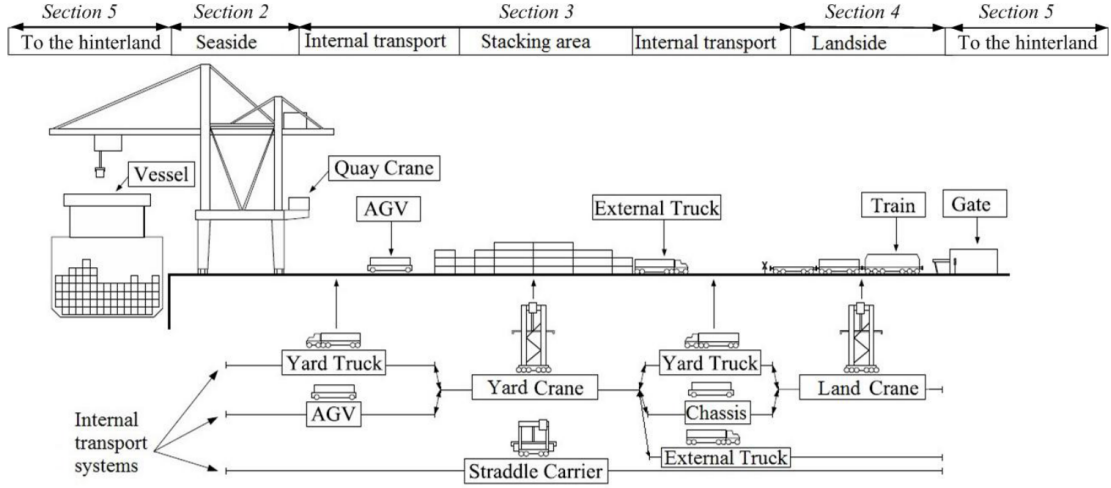 Section 5 Section 2 Section 3 Section 4 Section 5
To the hinterland Seaside Internal transport Stacking area Internal transport Landside To the hinterland
Vessel
Quay Crane
AGV
External Truck
Train
Gate
Yard Truck
Yard Truck
Yard Crane
Land Crane
AGV
Chassis
Internal
transport
systems
External Truck
Straddle Carrier